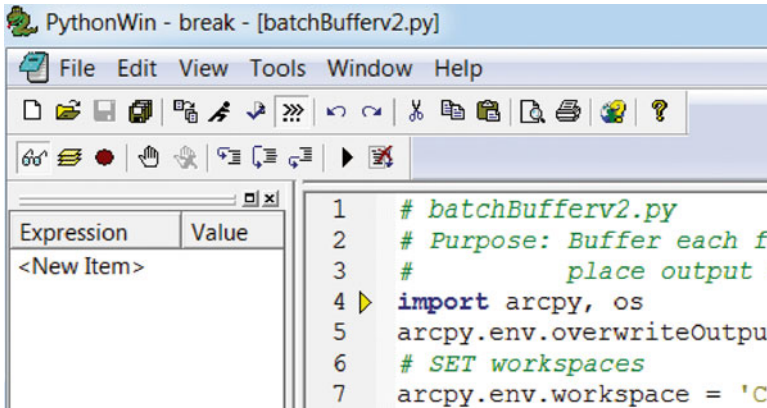 PythonWin - break - [batchBufferv2.py]
File Edit View Tools Window Help
Expression Value
<New Item>
1 # batchBufferv2.py
2 # Purpose: Buffer each f
3 # place output
4 import arcpy, os
5 arcpy.env.overwriteOutpu
6 # SET workspaces
7 arcpy.env.workspace = 'C